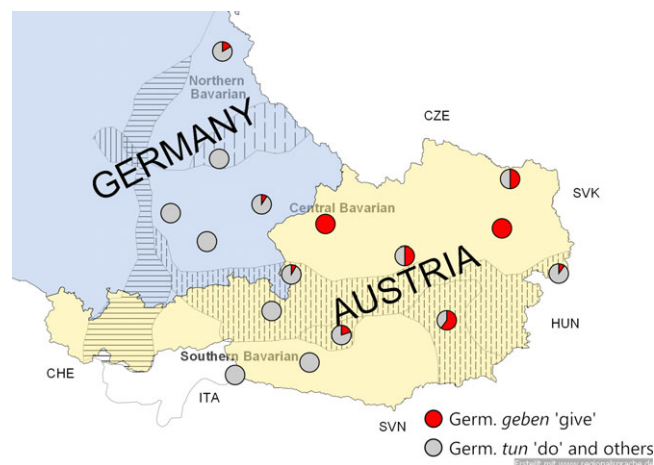 Northern
Bavarian
GERMANY
CZE
SVK
Central Bavarian
AUSTRIA
HUN
Southern Bavarian
CHE
ITA
SVN
Germ. geben 'give'
Germ. tun 'do' and others